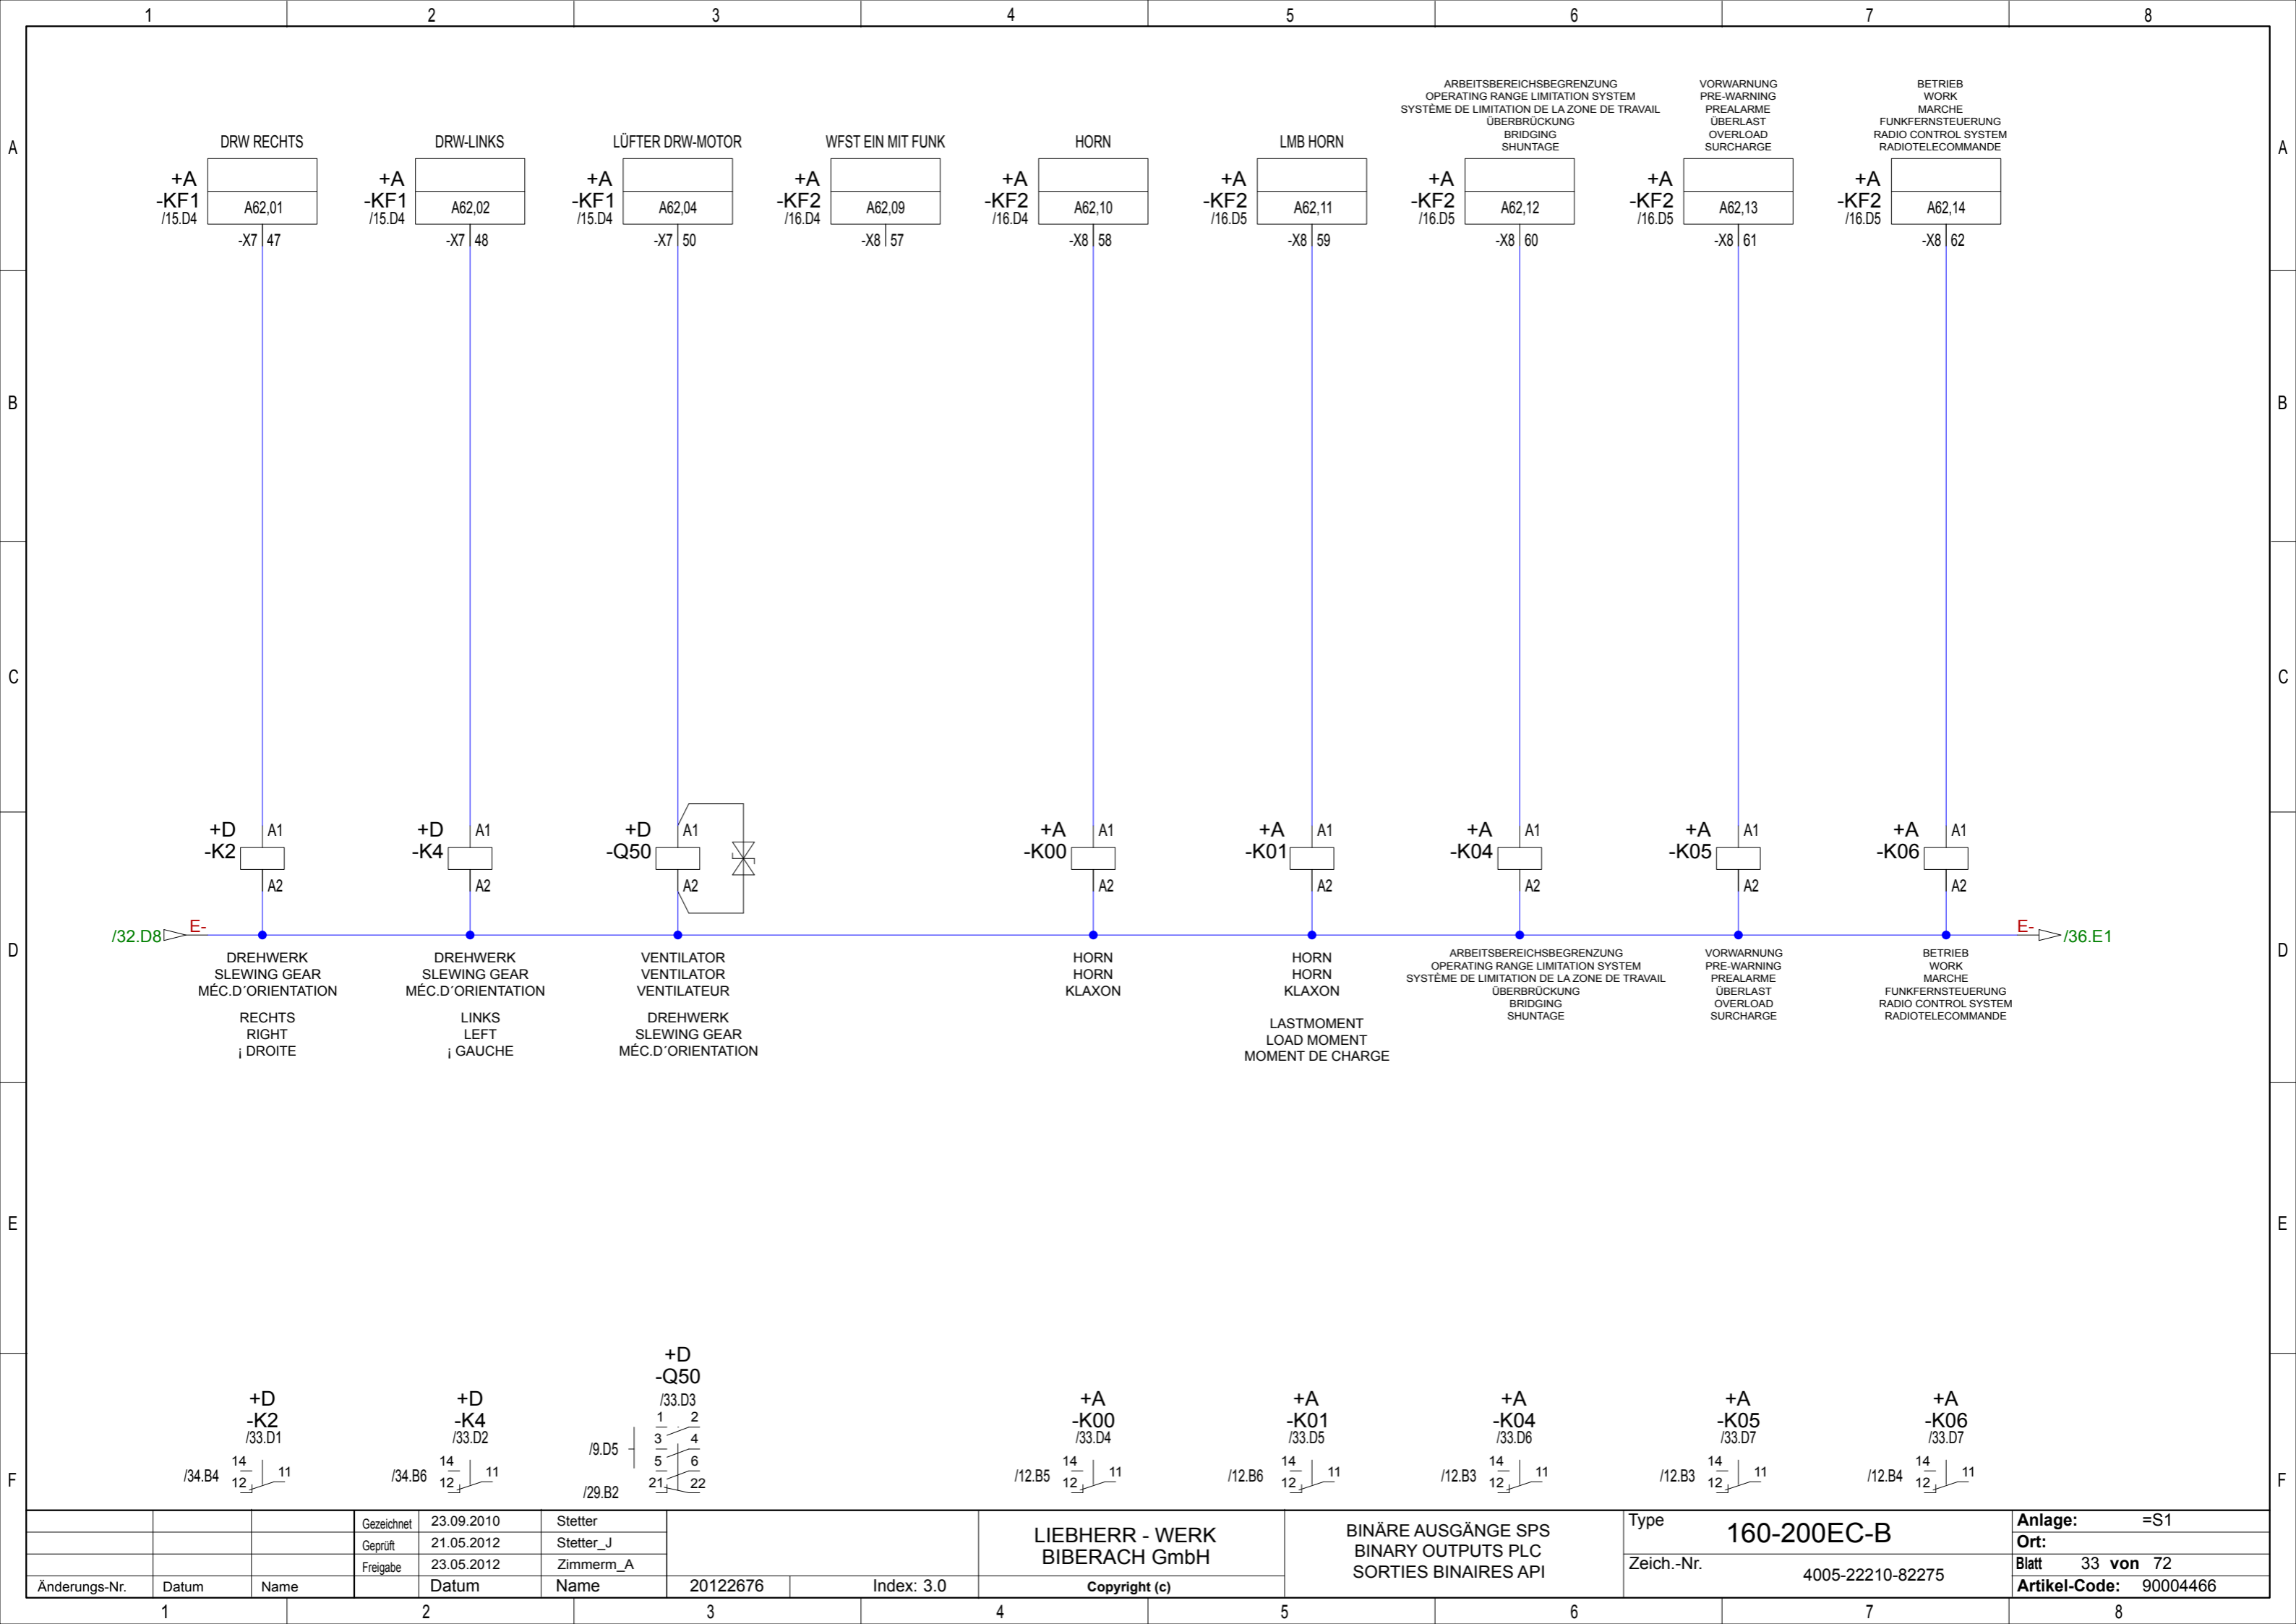 1 2 3 4 5 6 7 8
A A
B B
C C
D D
E E
F F
DRW RECHTS
+A
-KF1
/15.D4
A62,01
-X7 47
DRW-LINKS
+A
-KF1
/15.D4
A62,02
-X7 48
LÜFTER DRW-MOTOR
+A
-KF1
/15.D4
A62,04
-X7 50
WFST EIN MIT FUNK
+A
-KF2
/16.D4
A62,09
-X8 57
HORN
+A
-KF2
/16.D4
A62,10
-X8 58
LMB HORN
+A
-KF2
/16.D5
A62,11
-X8 59
ARBEITSBEREICHSBEGRENZUNG
OPERATING RANGE LIMITATION SYSTEM
SYSTÈME DE LIMITATION DE LA ZONE DE TRAVAIL
ÜBERBRÜCKUNG
BRIDGING
SHUNTAGE
+A
-KF2
/16.D5
A62,12
-X8 60
VORWARNUNG
PRE-WARNING
PREALARME
ÜBERLAST
OVERLOAD
SURCHARGE
+A
-KF2
/16.D5
A62,13
-X8 61
BETRIEB
WORK
MARCHE
FUNKFERNSTEUERUNG
RADIO CONTROL SYSTEM
RADIOTELECOMMANDE
+A
-KF2
/16.D5
A62,14
-X8 62
/32.D8 E-
+D
-K2
A1
A2
DREHWERK
SLEWING GEAR
MÉC.D´ORIENTATION
RECHTS
RIGHT
¡ DROITE
+D
-K4
A1
A2
DREHWERK
SLEWING GEAR
MÉC.D´ORIENTATION
LINKS
LEFT
¡ GAUCHE
+D
-Q50
A1
A2
VENTILATOR
VENTILATOR
VENTILATEUR
DREHWERK
SLEWING GEAR
MÉC.D´ORIENTATION
+A
-K00
A1
A2
HORN
HORN
KLAXON
+A
-K01
A1
A2
HORN
HORN
KLAXON
LASTMOMENT
LOAD MOMENT
MOMENT DE CHARGE
+A
-K04
A1
A2
ARBEITSBEREICHSBEGRENZUNG
OPERATING RANGE LIMITATION SYSTEM
SYSTÈME DE LIMITATION DE LA ZONE DE TRAVAIL
ÜBERBRÜCKUNG
BRIDGING
SHUNTAGE
+A
-K05
A1
A2
VORWARNUNG
PRE-WARNING
PREALARME
ÜBERLAST
OVERLOAD
SURCHARGE
+A
-K06
A1
A2
BETRIEB
WORK
MARCHE
FUNKFERNSTEUERUNG
RADIO CONTROL SYSTEM
RADIOTELECOMMANDE
E- /36.E1
+D
-K2
/33.D1
/34.B4
14
12
11
+D
-K4
/33.D2
/34.B6
14
12
11
+D
-Q50
/33.D3
/9.D5
1 2
3 4
5 6
/29.B2
21 22
+A
-K00
/33.D4
/12.B5
14
12
11
+A
-K01
/33.D5
/12.B6
14
12
11
+A
-K04
/33.D6
/12.B3
14
12
11
+A
-K05
/33.D7
/12.B3
14
12
11
+A
-K06
/33.D7
/12.B4
14
12
11
Gezeichnet 23.09.2010 Stetter
Geprüft 21.05.2012 Stetter_J
Freigabe 23.05.2012 Zimmerm_A
Änderungs-Nr. Datum Name Datum Name 20122676 Index: 3.0
LIEBHERR - WERK
BIBERACH GmbH
Copyright (c)
BINÄRE AUSGÄNGE SPS
BINARY OUTPUTS PLC
SORTIES BINAIRES API
Type 160-200EC-B
Zeich.-Nr. 4005-22210-82275
Anlage: =S1
Ort:
Blatt 33 von 72
Artikel-Code: 90004466
1 2 3 4 5 6 7 8